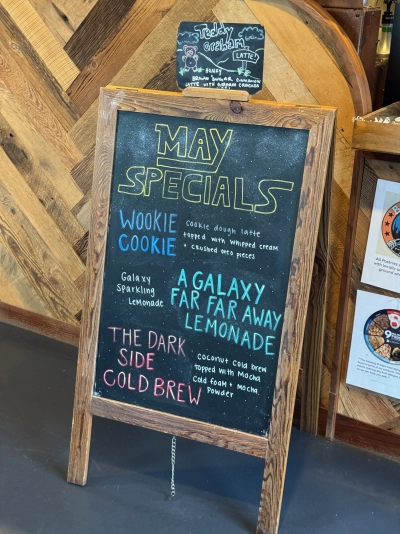 Teddy
Graham
LATTE!
Honey
Brown Sugar, Cinnamon
Latte with Graham Cracker
MAY
SPECIALS
WOOKIE
COOKIE
Cookie dough latte
topped with whipped cream
+ crushed oreo pieces
Galaxy
Sparkling
Lemonade
A GALAXY
FAR FAR AWAY
LEMONADE
THE DARK
SIDE
COLD BREW
Coconut Cold brew
Topped with Mocha
Cold foam + mocha
Powder